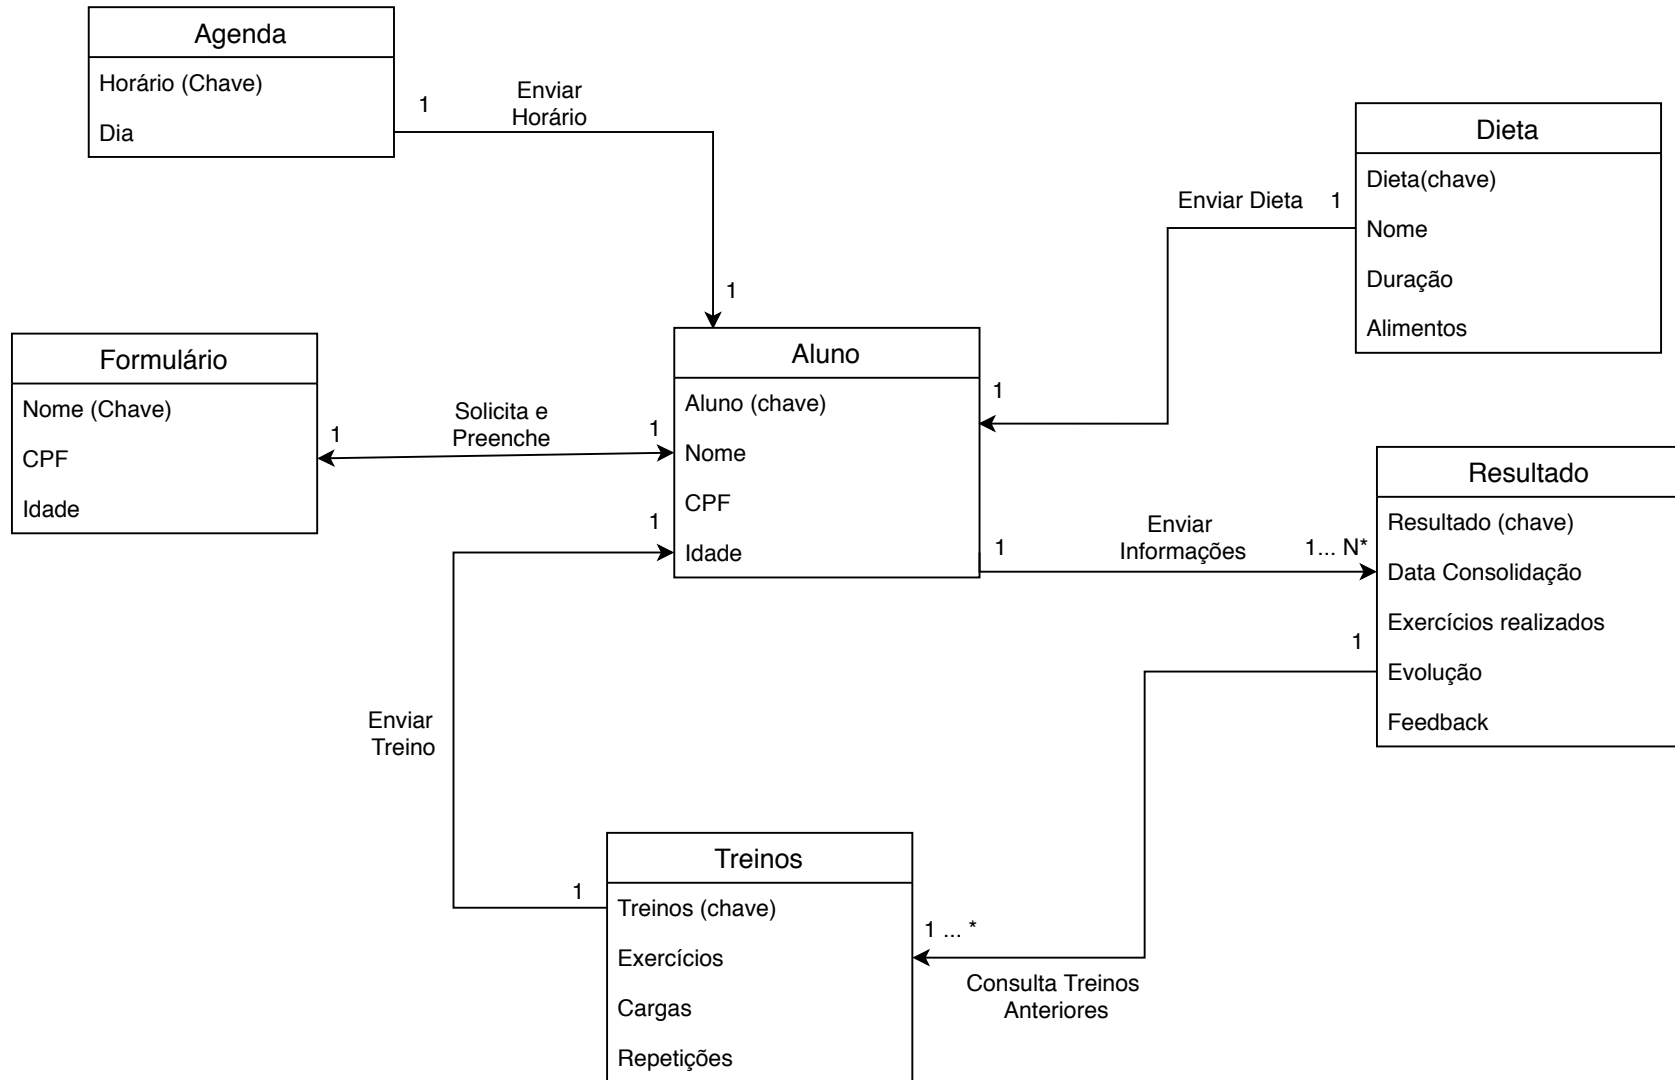 Agenda
Horário (Chave)
Dia
1
Enviar
Horário
1
Dieta
Dieta(chave)
Nome
Duração
Alimentos
Enviar Dieta
1
1
Formulário
Nome (Chave)
CPF
Idade
1
Solicita e
Preenche
1
Aluno
Aluno (chave)
Nome
CPF
Idade
1
1
Enviar
Informações
1... N*
Resultado
Resultado (chave)
Data Consolidação
Exercícios realizados
Evolução
Feedback
1
Enviar
Treino
1
Treinos
Treinos (chave)
Exercícios
Cargas
Repetições
1 ... *
Consulta Treinos
Anteriores